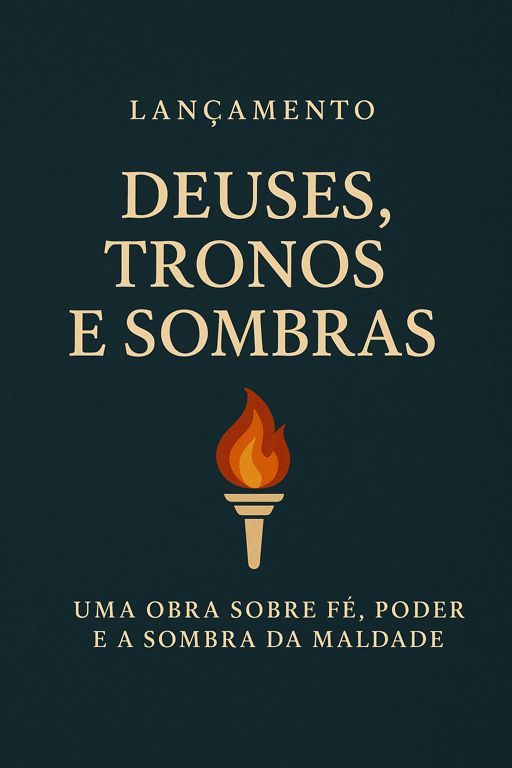 LANÇAMENTO
DEUSES,
TRONOS
E SOMBRAS
UMA OBRA SOBRE FÉ, PODER
E A SOMBRA DA MALDADE